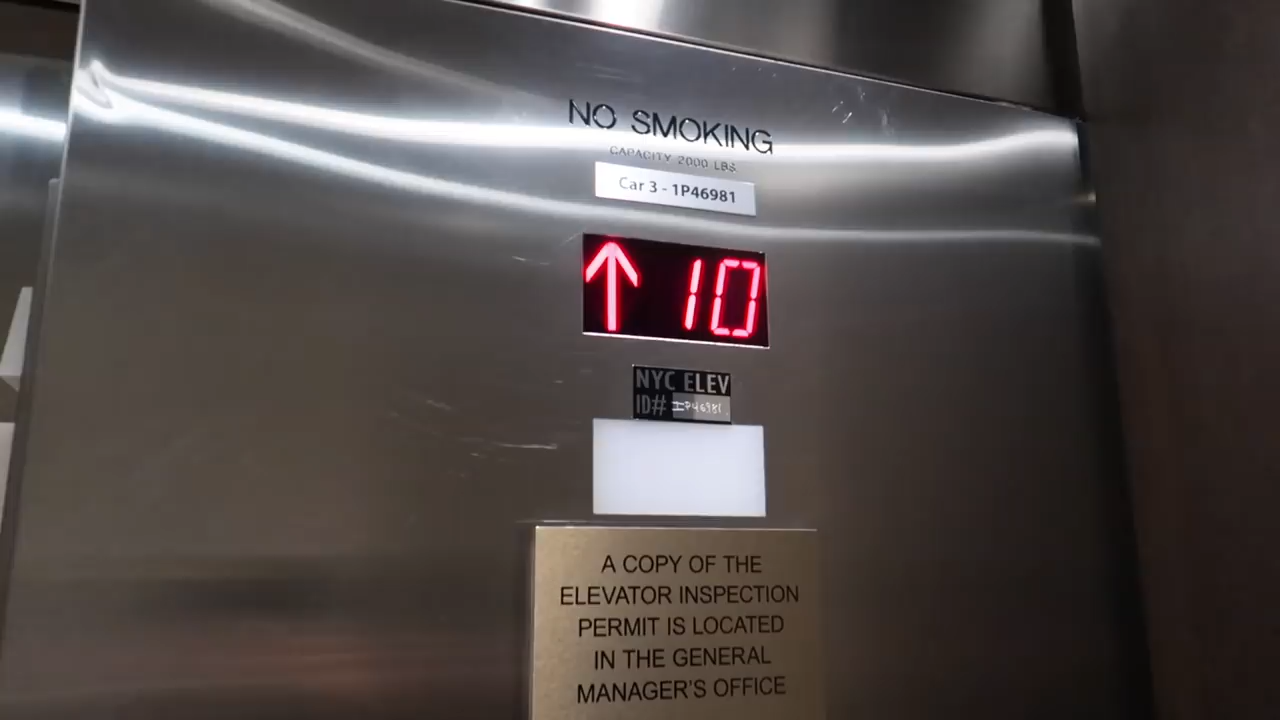 NO SMOKING
CAPACITY 2000 LBS.
Car 3 - 1P46981
↑ 10
NYC ELEV
ID# 1P46981
A COPY OF THE
ELEVATOR INSPECTION
PERMIT IS LOCATED
IN THE GENERAL
MANAGER'S OFFICE